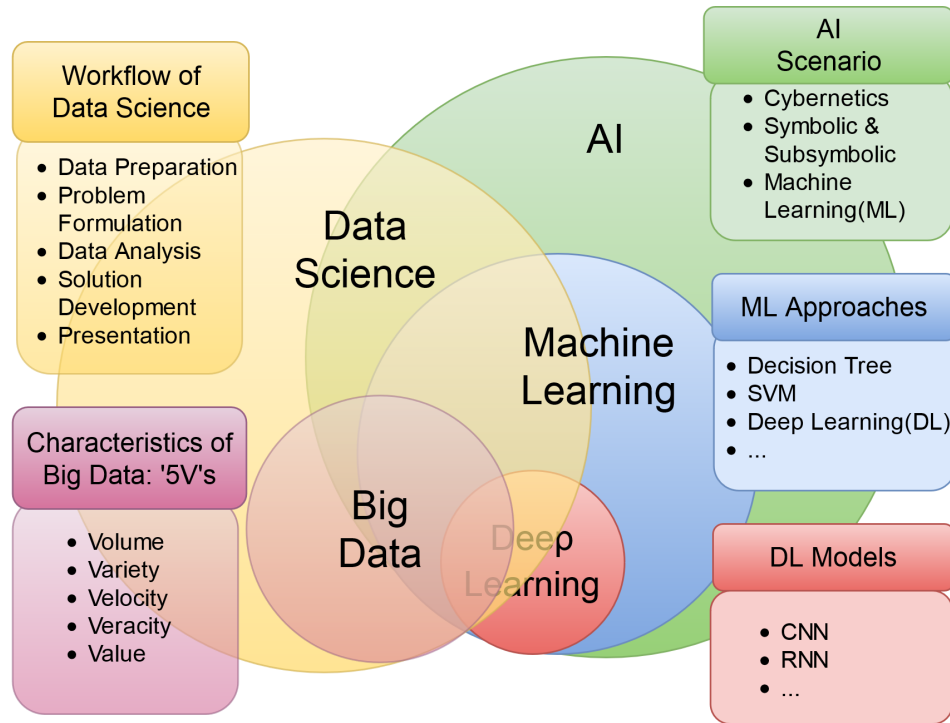 Workflow of
Data Science
• Data Preparation
• Problem
Formulation
• Data Analysis
• Solution
Development
• Presentation
Characteristics of
Big Data: '5V's
• Volume
• Variety
• Velocity
• Veracity
• Value
Data
Science
AI
Machine
Learning
Big
Data
Deep
Learning
AI
Scenario
• Cybernetics
• Symbolic &
Subsymbolic
• Machine
Learning(ML)
ML Approaches
• Decision Tree
• SVM
• Deep Learning(DL)
• ...
DL Models
• CNN
• RNN
• ...